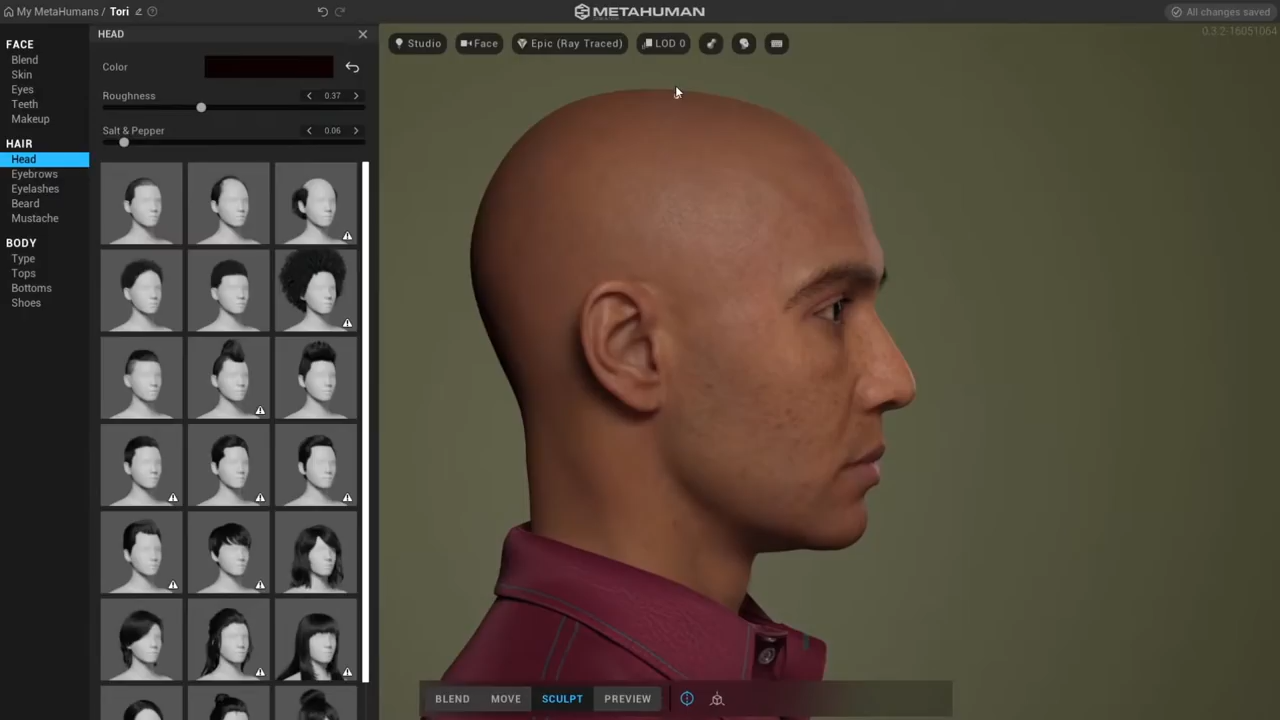 My MetaHumans / Tori
METAHUMAN
All changes saved
0.3.2-16051064
FACE
Blend
Skin
Eyes
Teeth
Makeup
HAIR
Head
Eyebrows
Eyelashes
Beard
Mustache
BODY
Type
Tops
Bottoms
Shoes
HEAD
Color
Roughness
0.37
Salt & Pepper
0.06
Studio
Face
Epic (Ray Traced)
LOD 0
BLEND
MOVE
SCULPT
PREVIEW